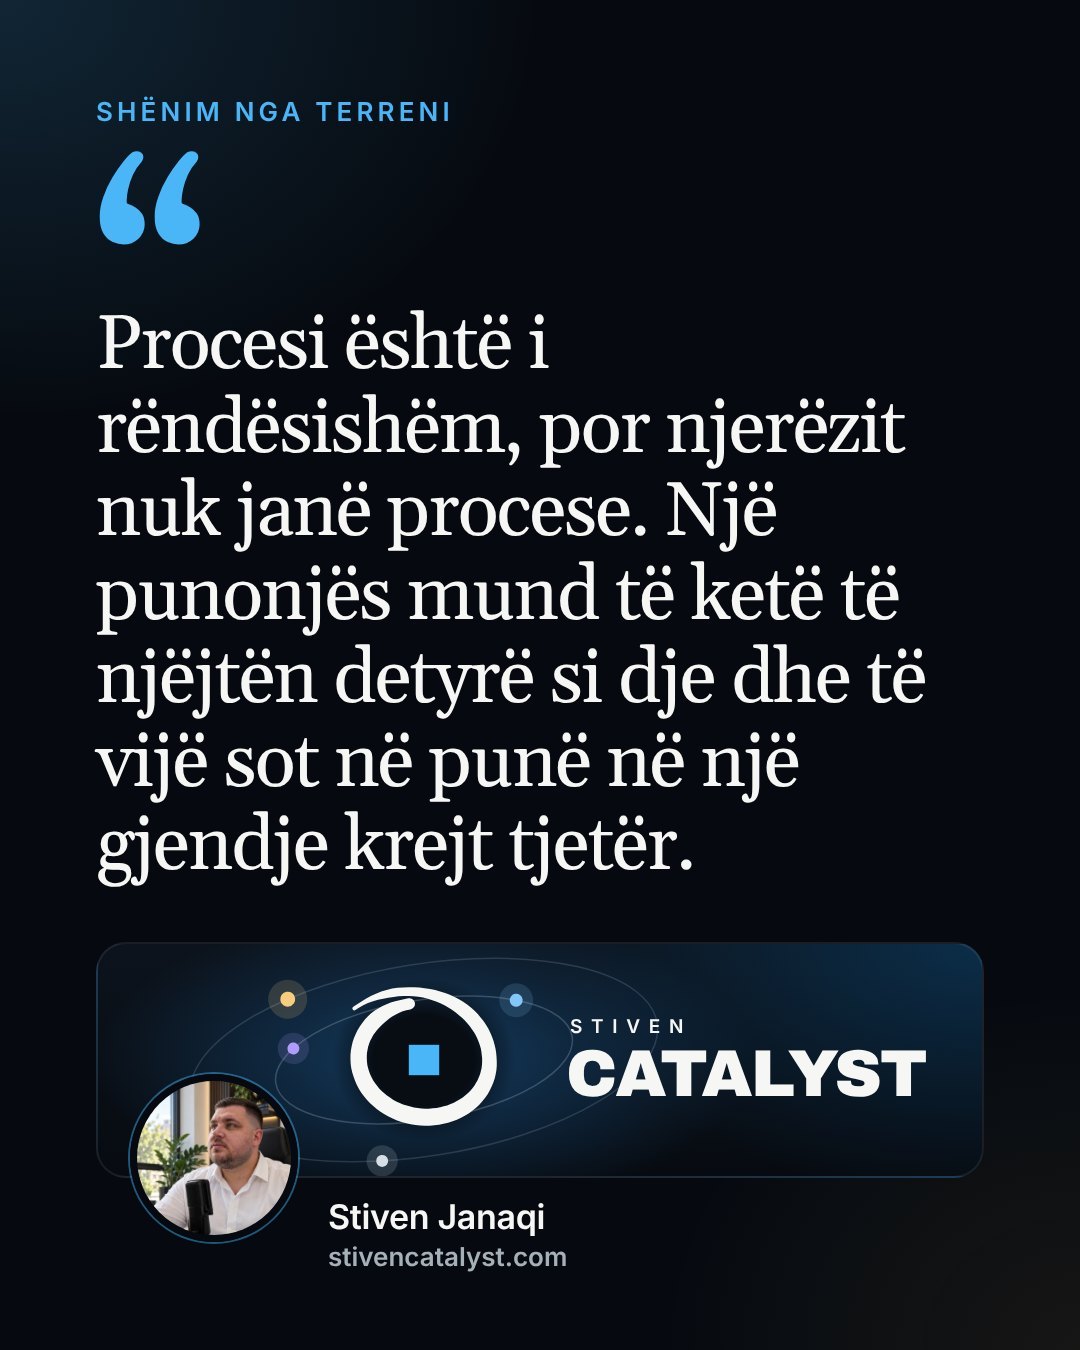 SHËNIM NGA TERRENI
“
Procesi është i
rëndësishëm, por njerëzit
nuk janë procese. Një
punonjës mund të ketë të
njëjtën detyrë si dje dhe të
vijë sot në punë në një
gjendje krejt tjetër.
STIVEN
CATALYST
Stiven Janaqi
stivencatalyst.com